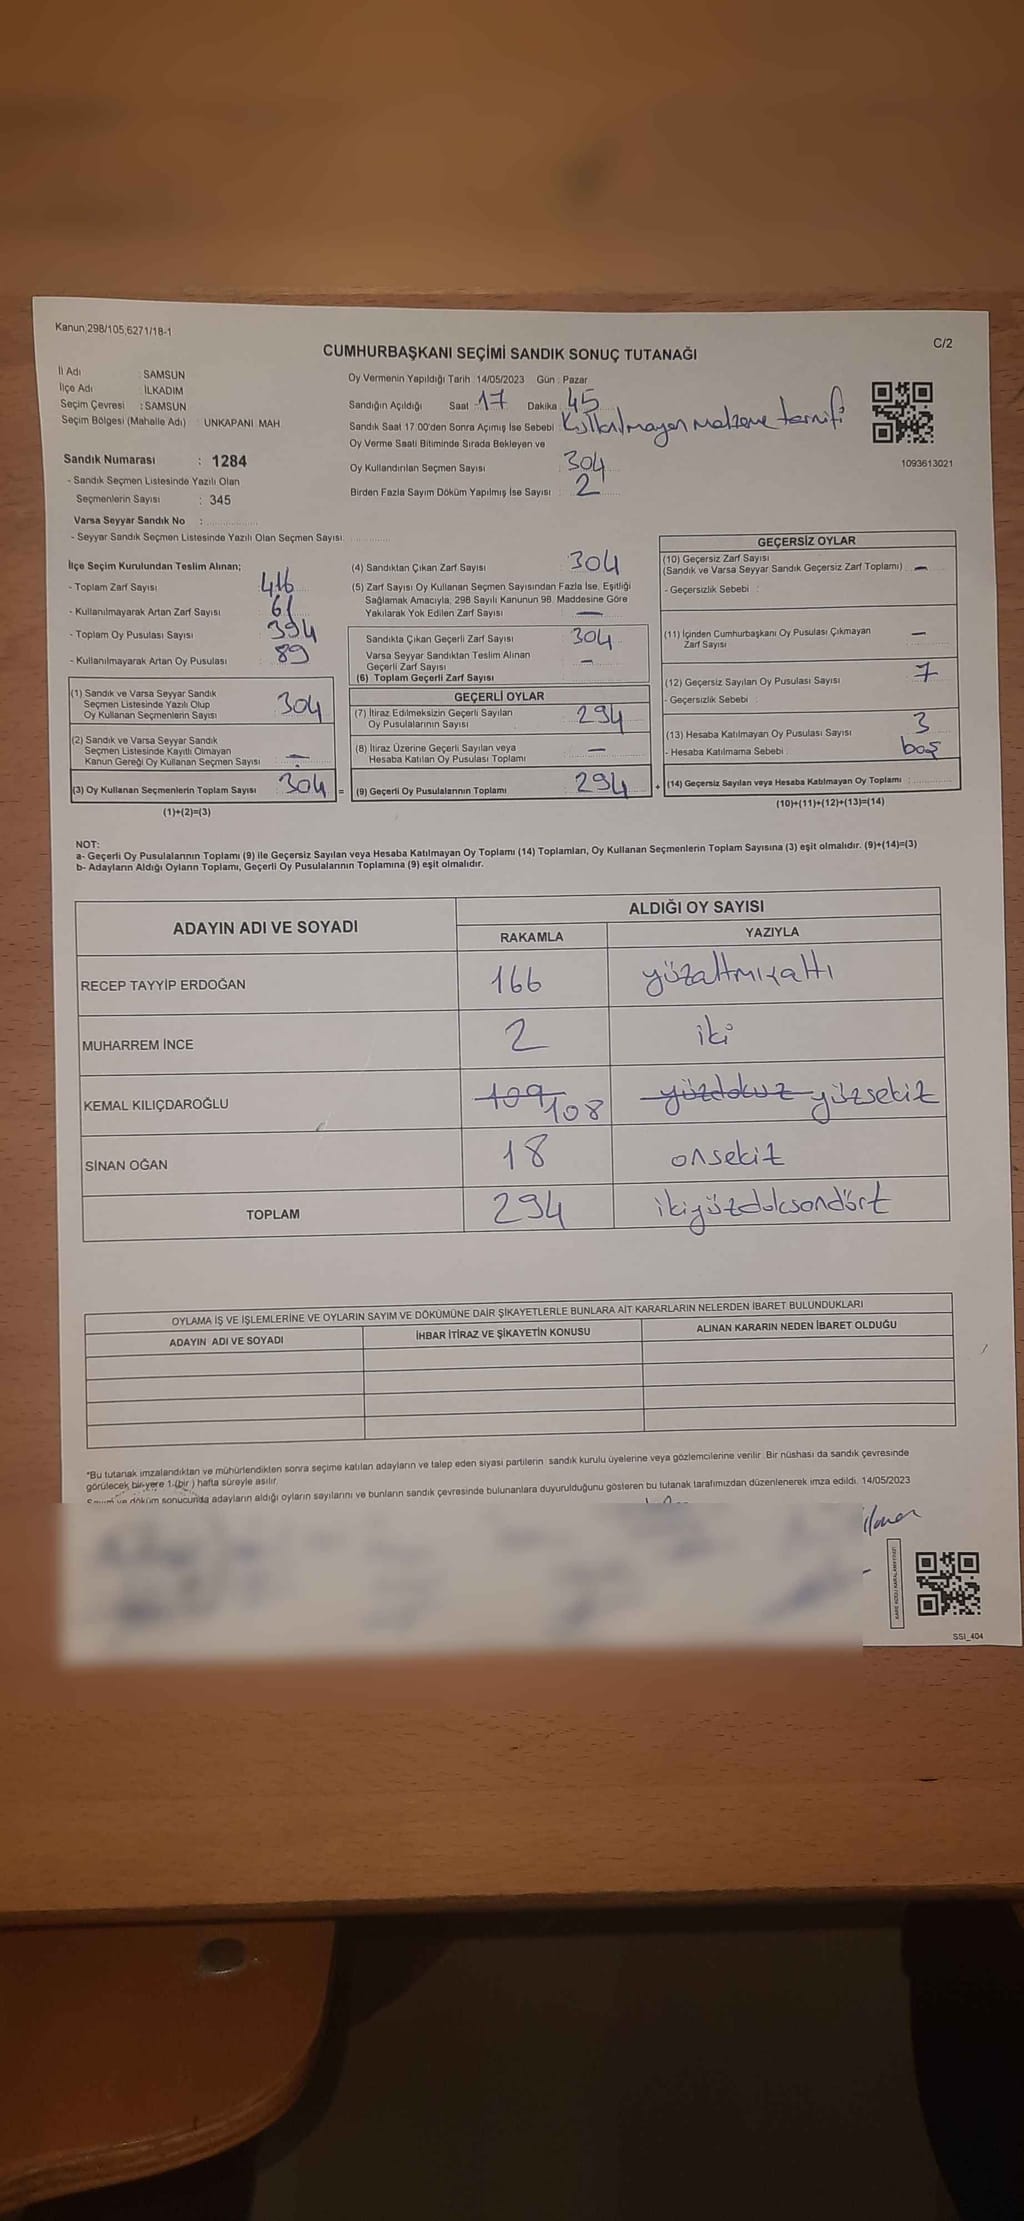 Kanun;298/105,6271/18-1
C/2
CUMHURBAŞKANI SEÇİMİ SANDIK SONUÇ TUTANAĞI
İl Adı : SAMSUN
İlçe Adı : İLKADIM
Seçim Çevresi : SAMSUN
Seçim Bölgesi (Mahalle Adı) : UNKAPANI MAH
Sandık Numarası : 1284
- Sandık Seçmen Listesinde Yazılı Olan
Seçmenlerin Sayısı : 345
Varsa Seyyar Sandık No :
- Seyyar Sandık Seçmen Listesinde Yazılı Olan Seçmen Sayısı:
Oy Vermenin Yapıldığı Tarih : 14/05/2023 Gün : Pazar
Sandığın Açıldığı Saat 17 Dakika 45
Sandık Saat 17:00'den Sonra Açımış İse Sebebi : Kullanılmayan malzeme
Oy Verme Saati Bitiminde Sırada Bekleyen ve
Oy Kullandırılan Seçmen Sayısı 304
Birden Fazla Sayım Döküm Yapılmış İse Sayısı : 2
1093613021
İlçe Seçim Kurulundan Teslim Alınan;
- Toplam Zarf Sayısı 416
- Kullanılmayarak Artan Zarf Sayısı 61
- Toplam Oy Pusulası Sayısı 394
- Kullanılmayarak Artan Oy Pusulası 89
(1) Sandık ve Varsa Seyyar Sandık
Seçmen Listesinde Yazılı Olup
Oy Kullanan Seçmenlerin Sayısı : 304
(2) Sandık ve Varsa Seyyar Sandık
Seçmen Listesinde Kayıtlı Olmayan
Kanun Gereği Oy Kullanan Seçmen Sayısı : —
(3) Oy Kullanan Seçmenlerin Toplam Sayısı : 304 =
(1)+(2)=(3)
(4) Sandıktan Çıkan Zarf Sayısı : 304
(5) Zarf Sayısı Oy Kullanan Seçmen Sayısından Fazla İse, Eşitliği
Sağlamak Amacıyla, 298 Sayılı Kanunun 98. Maddesine Göre
Yakılarak Yok Edilen Zarf Sayısı : —
Sandıkta Çıkan Geçerli Zarf Sayısı : 304
Varsa Seyyar Sandıktan Teslim Alınan
Geçerli Zarf Sayısı : —
(6) Toplam Geçerli Zarf Sayısı
GEÇERLİ OYLAR
(7) İtiraz Edilmeksizin Geçerli Sayılan
Oy Pusulalarının Sayısı : 294
(8) İtiraz Üzerine Geçerli Sayılan veya
Hesaba Katılan Oy Pusulası Toplamı : —
(9) Geçerli Oy Pusulalarının Toplamı : 294 +
GEÇERSİZ OYLAR
(10) Geçersiz Zarf Sayısı
(Sandık ve Varsa Seyyar Sandık Geçersiz Zarf Toplamı) : —
- Geçersizlik Sebebi :
(11) İçinden Cumhurbaşkanı Oy Pusulası Çıkmayan
Zarf Sayısı —
(12) Geçersiz Sayılan Oy Pusulası Sayısı : 7
- Geçersizlik Sebebi :
(13) Hesaba Katılmayan Oy Pusulası Sayısı : 3
- Hesaba Katılmama Sebebi : boş
(14) Geçersiz Sayılan veya Hesaba Katılmayan Oy Toplamı :
(10)+(11)+(12)+(13)=(14)
NOT:
a- Geçerli Oy Pusulalarının Toplamı (9) ile Geçersiz Sayılan veya Hesaba Katılmayan Oy Toplamı (14) Toplamları, Oy Kullanan Seçmenlerin Toplam Sayısına (3) eşit olmalıdır. (9)+(14)=(3)
b- Adayların Aldığı Oyların Toplamı, Geçerli Oy Pusulalarının Toplamına (9) eşit olmalıdır.
ADAYIN ADI VE SOYADI ALDIĞI OY SAYISI
RAKAMLA YAZIYLA
RECEP TAYYİP ERDOĞAN 166 yüzaltmışaltı
MUHARREM İNCE 2 iki
KEMAL KILIÇDAROĞLU 109 108 yüzdokuz yüzsekiz
SİNAN OĞAN 18 onsekiz
TOPLAM 294 ikiyüzdoksandört
OYLAMA İŞ VE İŞLEMLERİNE VE OYLARIN SAYIM VE DÖKÜMÜNE DAİR ŞİKAYETLERLE BUNLARA AİT KARARLARIN NELERDEN İBARET BULUNDUKLARI
ADAYIN ADI VE SOYADI İHBAR İTİRAZ VE ŞİKAYETİN KONUSU ALINAN KARARIN NEDEN İBARET OLDUĞU
*Bu tutanak imzalandıktan ve mühürlendikten sonra seçime katılan adayların ve talep eden siyasi partilerin sandık kurulu üyelerine veya gözlemcilerine verilir. Bir nüshası da sandık çevresinde
görülecek bir yere 1 (bir) hafta süreyle asılır.
Sayım ve döküm sonucunda adayların aldığı oyların sayılarını ve bunların sandık çevresinde bulunanlara duyurulduğunu gösteren bu tutanak tarafımızdan düzenlenerek imza edildi. 14/05/2023
SSI_404